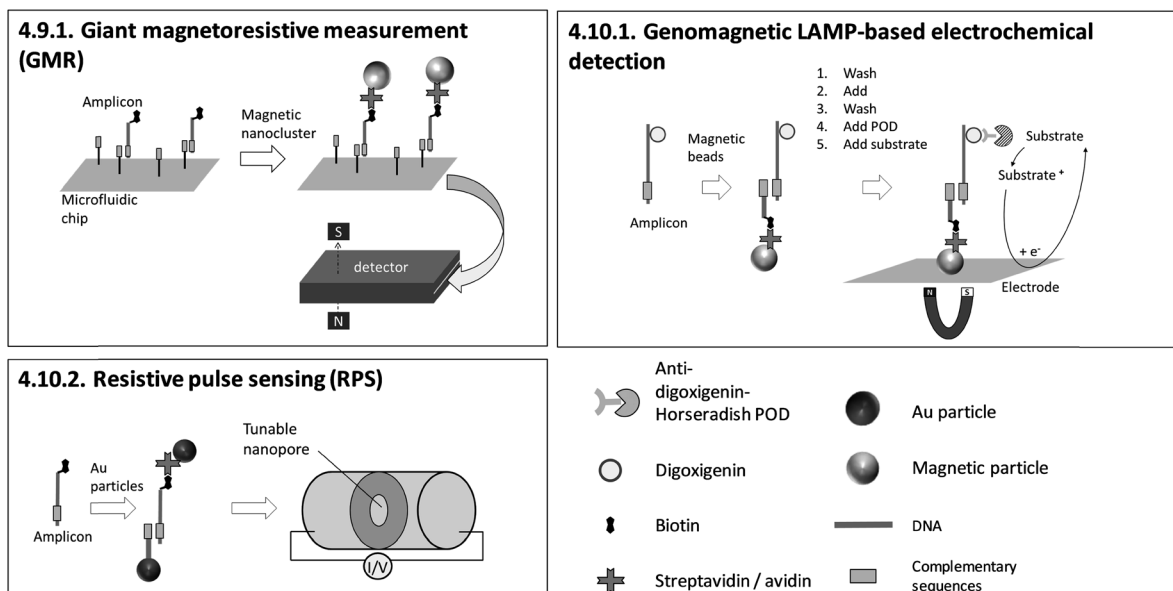 4.9.1. Giant magnetoresistive measurement
(GMR)
Amplicon
Magnetic
nanocluster
Microfluidic
chip
S
detector
N
4.10.1. Genomagnetic LAMP-based electrochemical
detection
1. Wash
2. Add
3. Wash
4. Add POD
5. Add substrate
Magnetic
beads
Amplicon
Substrate
Substrate +
+ e-
Electrode
N
S
4.10.2. Resistive pulse sensing (RPS)
Tunable
nanopore
Au
particles
Amplicon
I/V
Anti-
digoxigenin-
Horseradish POD
Au particle
Digoxigenin
Magnetic particle
Biotin
DNA
Streptavidin / avidin
Complementary
sequences